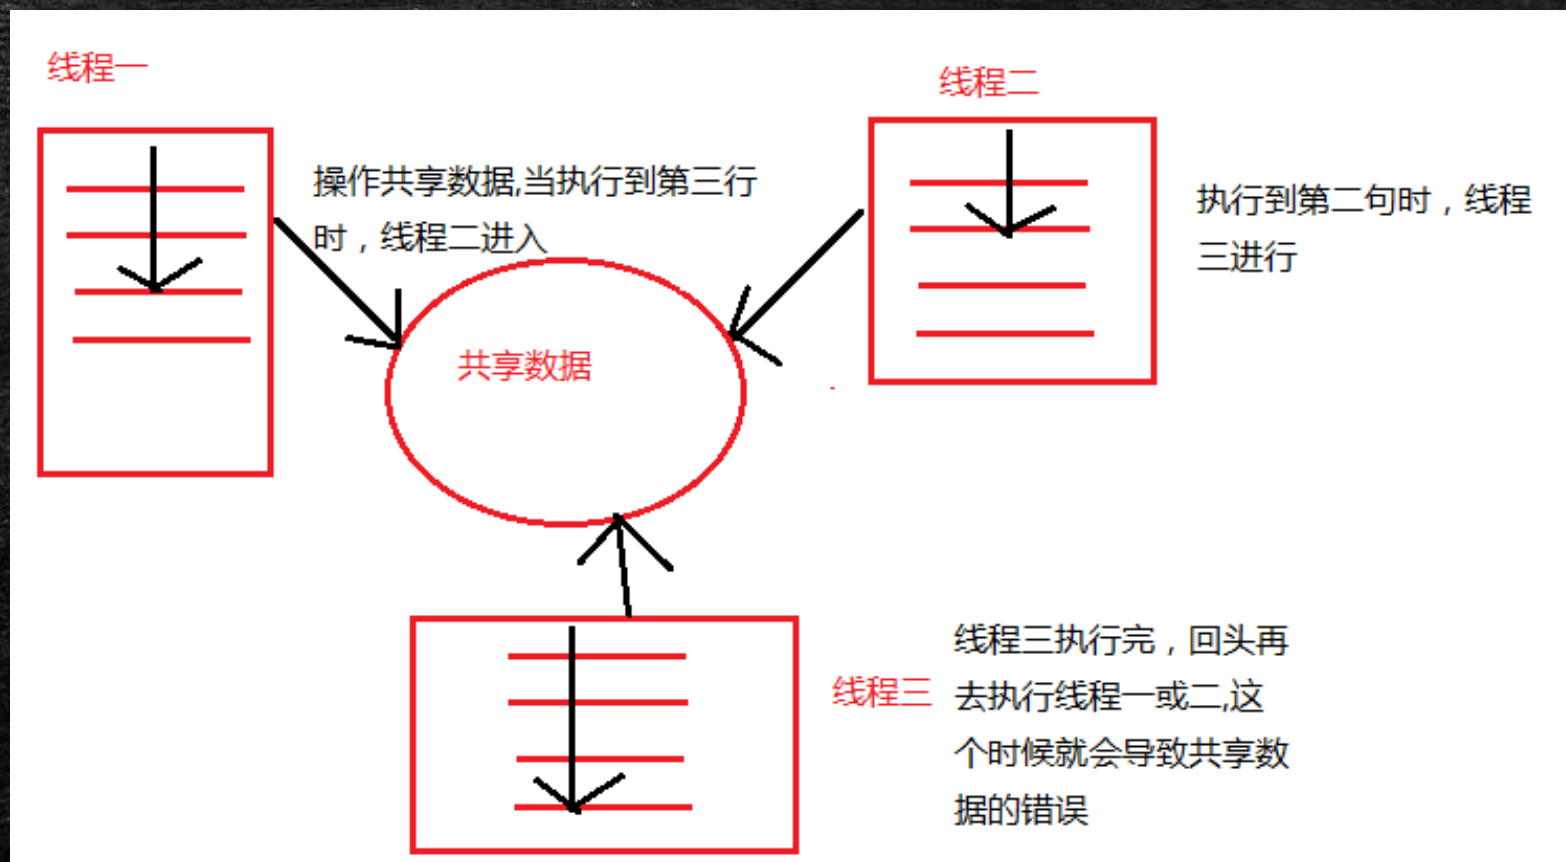 线程一
操作共享数据,当执行到第三行
时，线程二进入
线程二
执行到第二句时，线程
三进行
共享数据
线程三
线程三执行完，回头再
去执行线程一或二,这
个时候就会导致共享数
据的错误